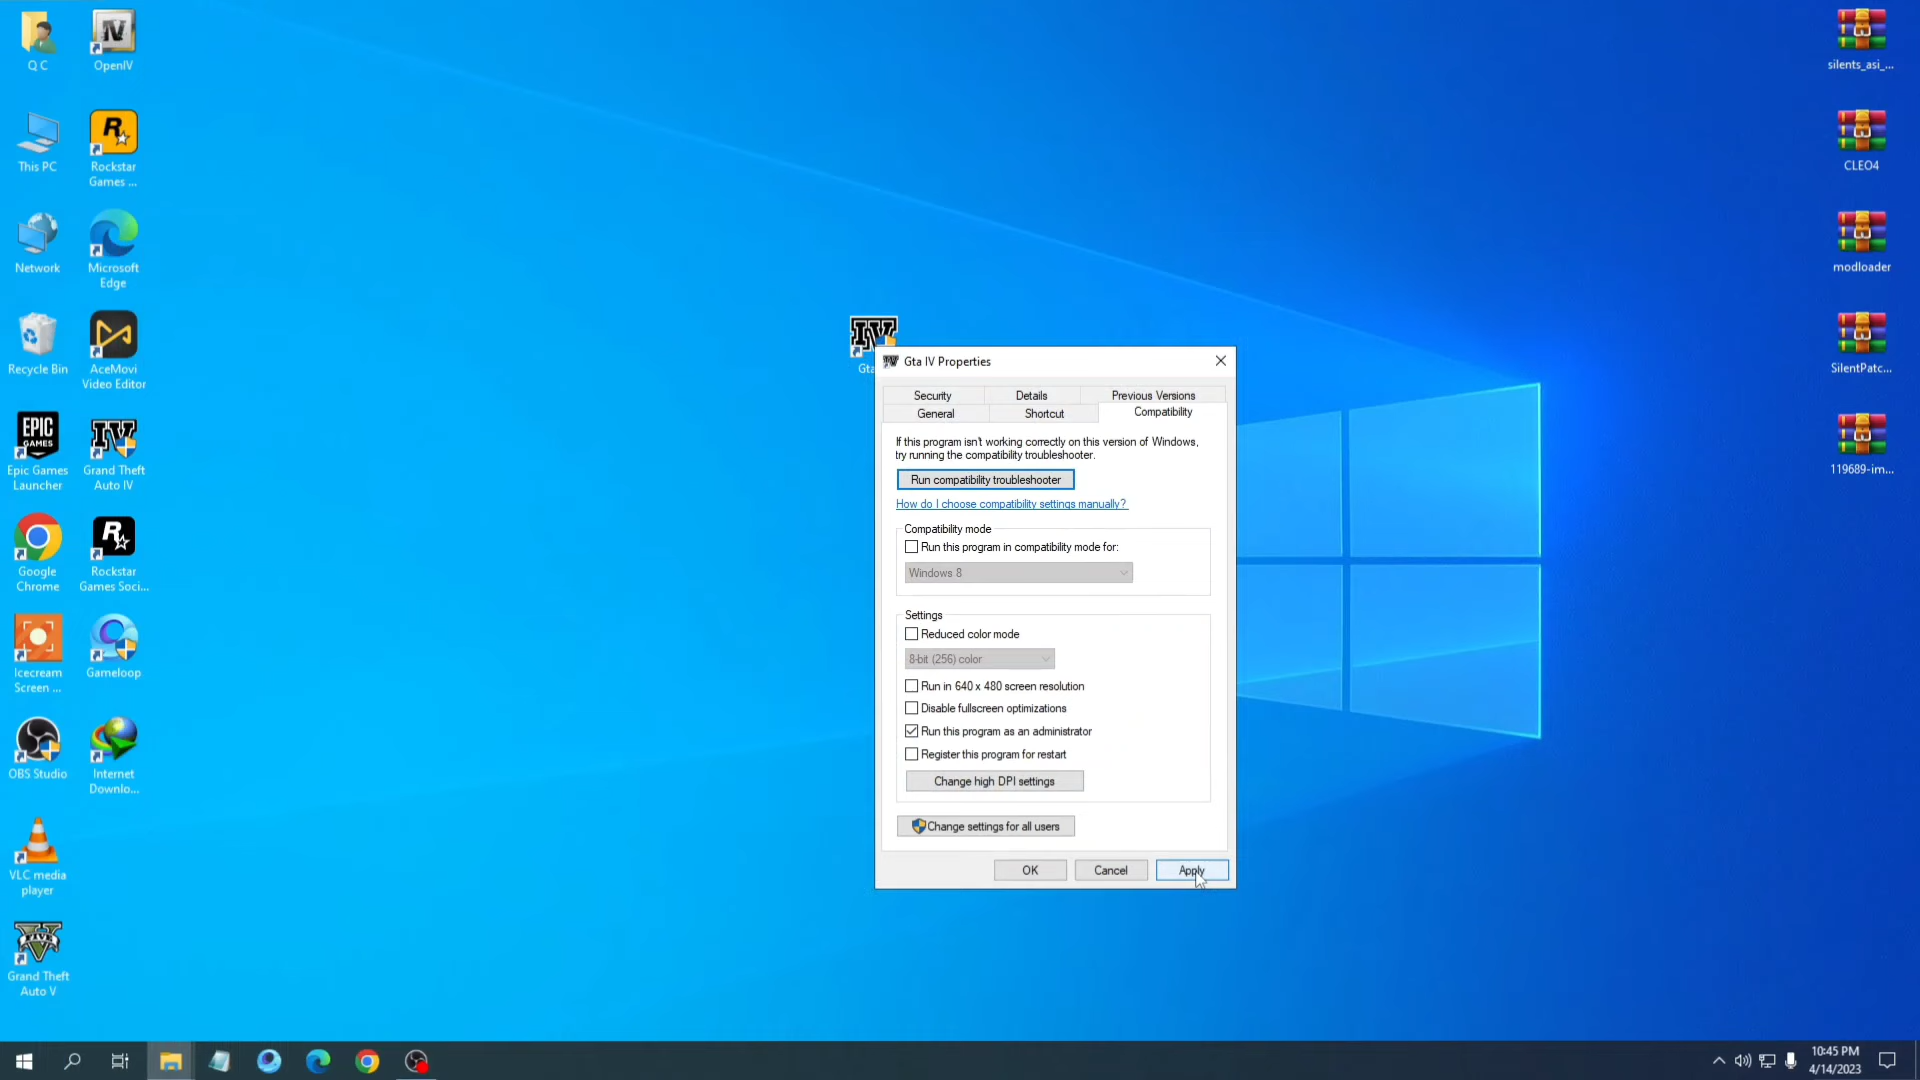 Q C
OpenIV
This PC
Rockstar
Games ...
Network
Microsoft
Edge
Recycle Bin
AceMovi
Video Editor
EPIC
GAMES
Epic Games
Launcher
IV
Grand Theft
Auto IV
Google
Chrome
Rockstar
Games Soci...
Icecream
Screen ...
Gameloop
OBS Studio
Internet
Downlo...
VLC media
player
FIVE
Grand Theft
Auto V
silents_asi_...
CLEO4
modloader
SilentPatc...
119689-im...
IV
Gta
Gta IV Properties
Security
Details
Previous Versions
General
Shortcut
Compatibility
If this program isn't working correctly on this version of Windows,
try running the compatibility troubleshooter.
Run compatibility troubleshooter
How do I choose compatibility settings manually?
Compatibility mode
Run this program in compatibility mode for:
Windows 8
Settings
Reduced color mode
8-bit (256) color
Run in 640 x 480 screen resolution
Disable fullscreen optimizations
Run this program as an administrator
Register this program for restart
Change high DPI settings
Change settings for all users
OK
Cancel
Apply
10:45 PM
4/14/2023